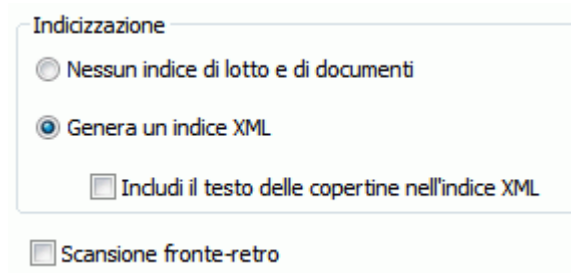 Indicizzazione
Nessun indice di lotto e di documenti
Genera un indice XML
Includi il testo delle copertine nell'indice XML
Scansione fronte-retro